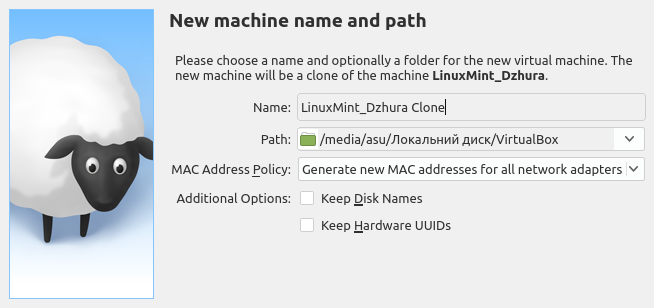 New machine name and path
Please choose a name and optionally a folder for the new virtual machine. The
new machine will be a clone of the machine LinuxMint_Dzhura.
Name: LinuxMint_Dzhura Clone
Path: /media/asu/Локальний диск/VirtualBox
MAC Address Policy: Generate new MAC addresses for all network adapters
Additional Options: Keep Disk Names
Keep Hardware UUIDs